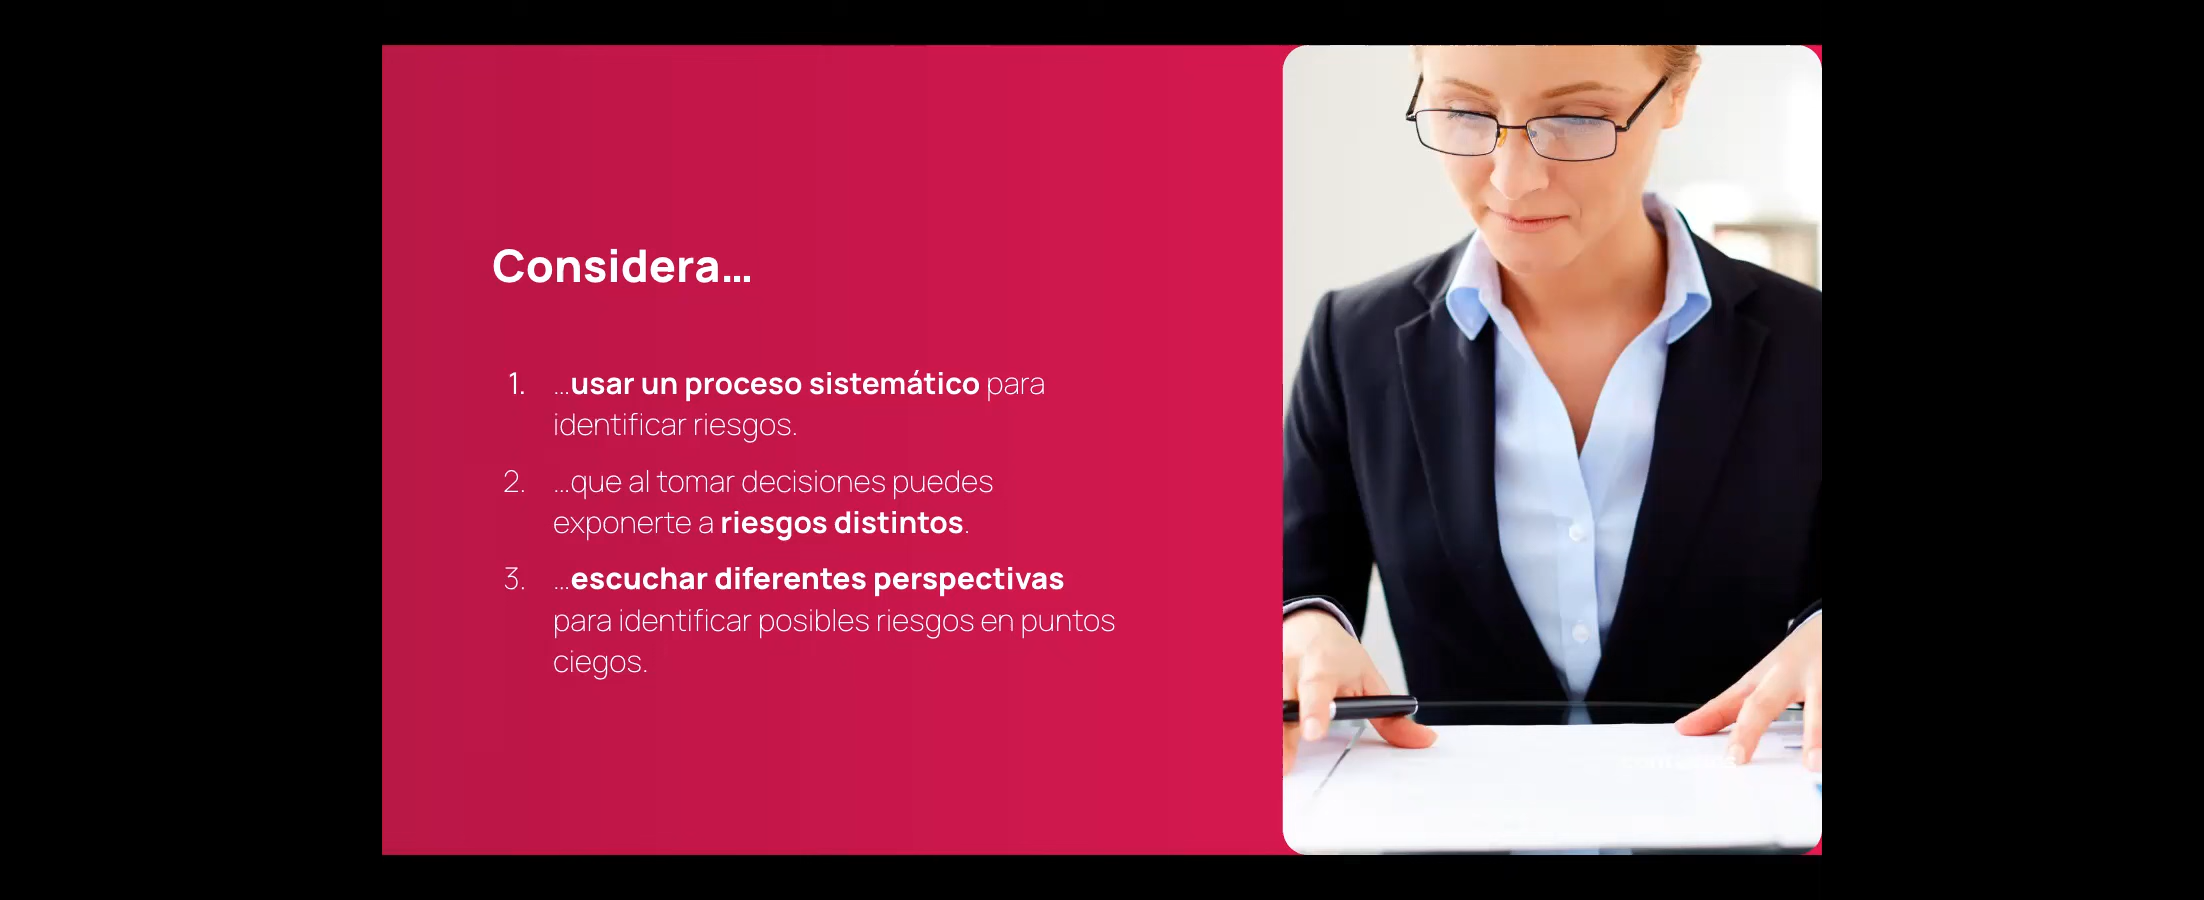 Considera...
1. ...usar un proceso sistemático para
identificar riesgos.
2. ...que al tomar decisiones puedes
exponerte a riesgos distintos.
3. ...escuchar diferentes perspectivas
para identificar posibles riesgos en puntos
ciegos.